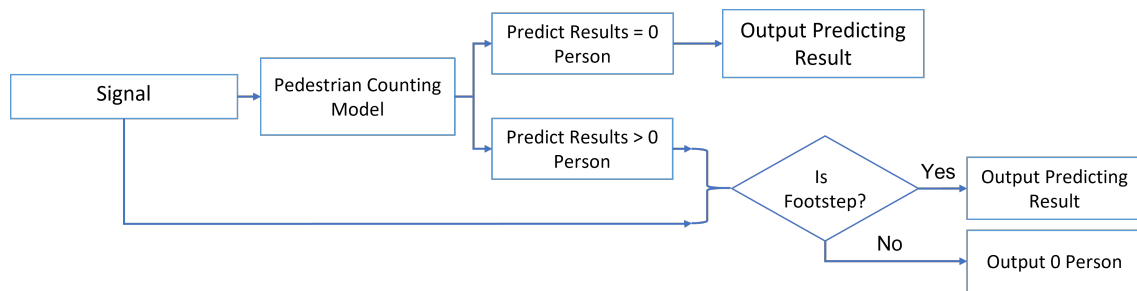 Signal
Pedestrian Counting
Model
Predict Results = 0
Person
Output Predicting
Result
Predict Results > 0
Person
Is
Footstep?
Yes
Output Predicting
Result
No
Output 0 Person